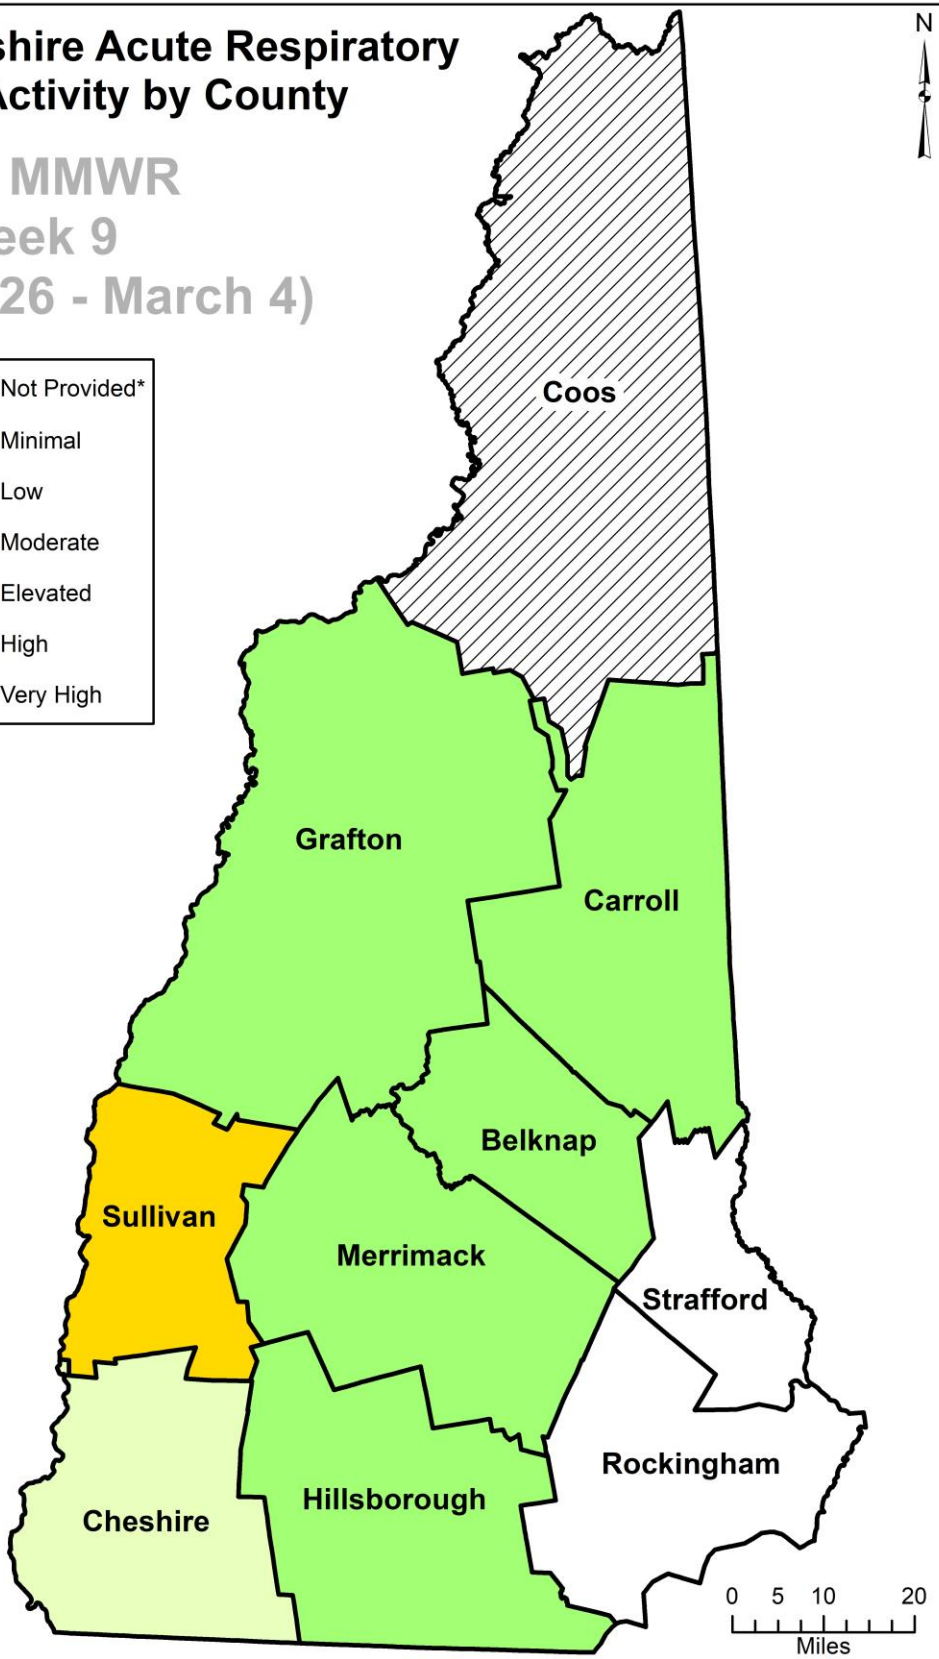 shire Acute Respiratory
Activity by County
N
MMWR
eek 9
26 - March 4)
Not Provided*
Minimal
Low
Moderate
Elevated
High
Very High
Coos
Grafton
Carroll
Belknap
Sullivan
Merrimack
Strafford
Rockingham
Hillsborough
Cheshire
0 5 10 20
Miles